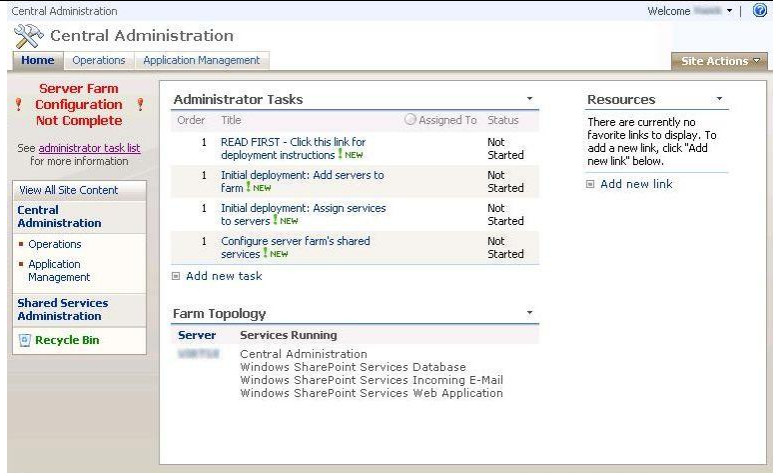 Central Administration
Welcome
Central Administration
Home Operations Application Management
Site Actions
Server Farm
! Configuration !
Not Complete
See administrator task list
for more information
View All Site Content
Central
Administration
Operations
Application
Management
Shared Services
Administration
Recycle Bin
Administrator Tasks
Order Title Assigned To Status
1 READ FIRST - Click this link for
deployment instructions ! NEW
Not
Started
1 Initial deployment: Add servers to
farm ! NEW
Not
Started
1 Initial deployment: Assign services
to servers ! NEW
Not
Started
1 Configure server farm's shared
services ! NEW
Not
Started
Add new task
Farm Topology
Server Services Running
Central Administration
Windows SharePoint Services Database
Windows SharePoint Services Incoming E-Mail
Windows SharePoint Services Web Application
Resources
There are currently no
favorite links to display. To
add a new link, click "Add
new link" below.
Add new link